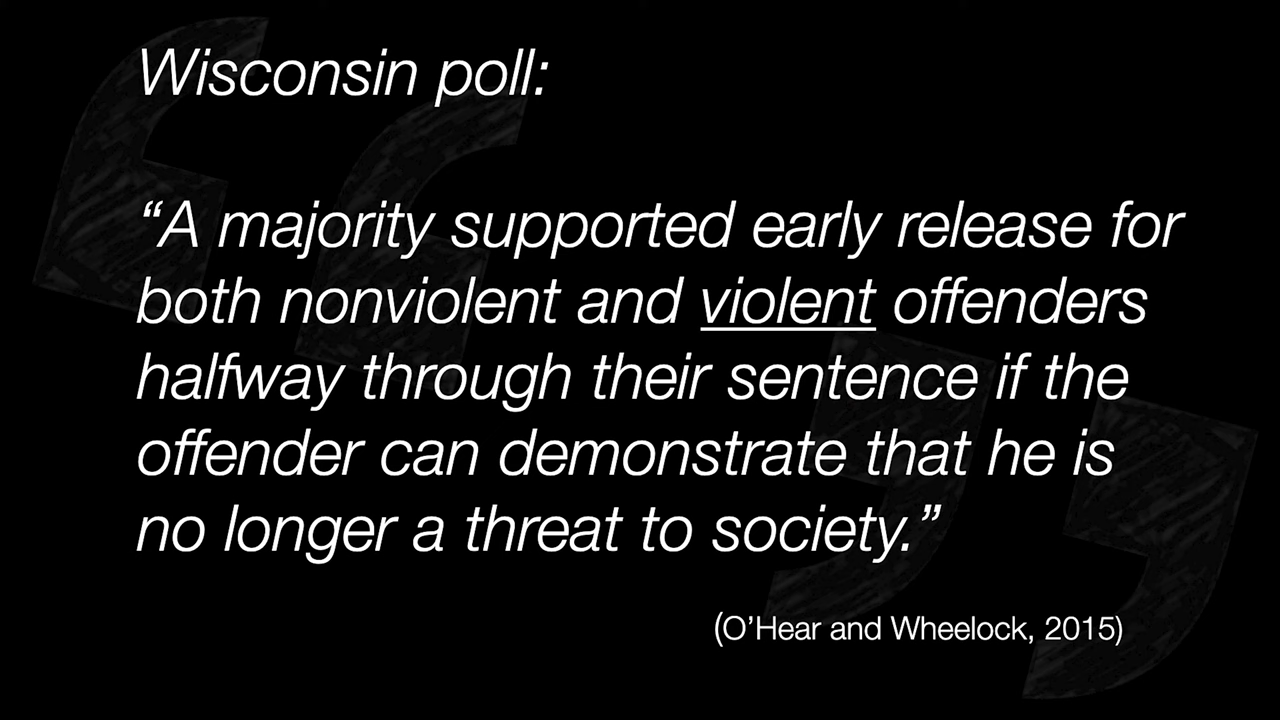 Wisconsin poll:
“A majority supported early release for
both nonviolent and violent offenders
halfway through their sentence if the
offender can demonstrate that he is
no longer a threat to society.”
(O’Hear and Wheelock, 2015)